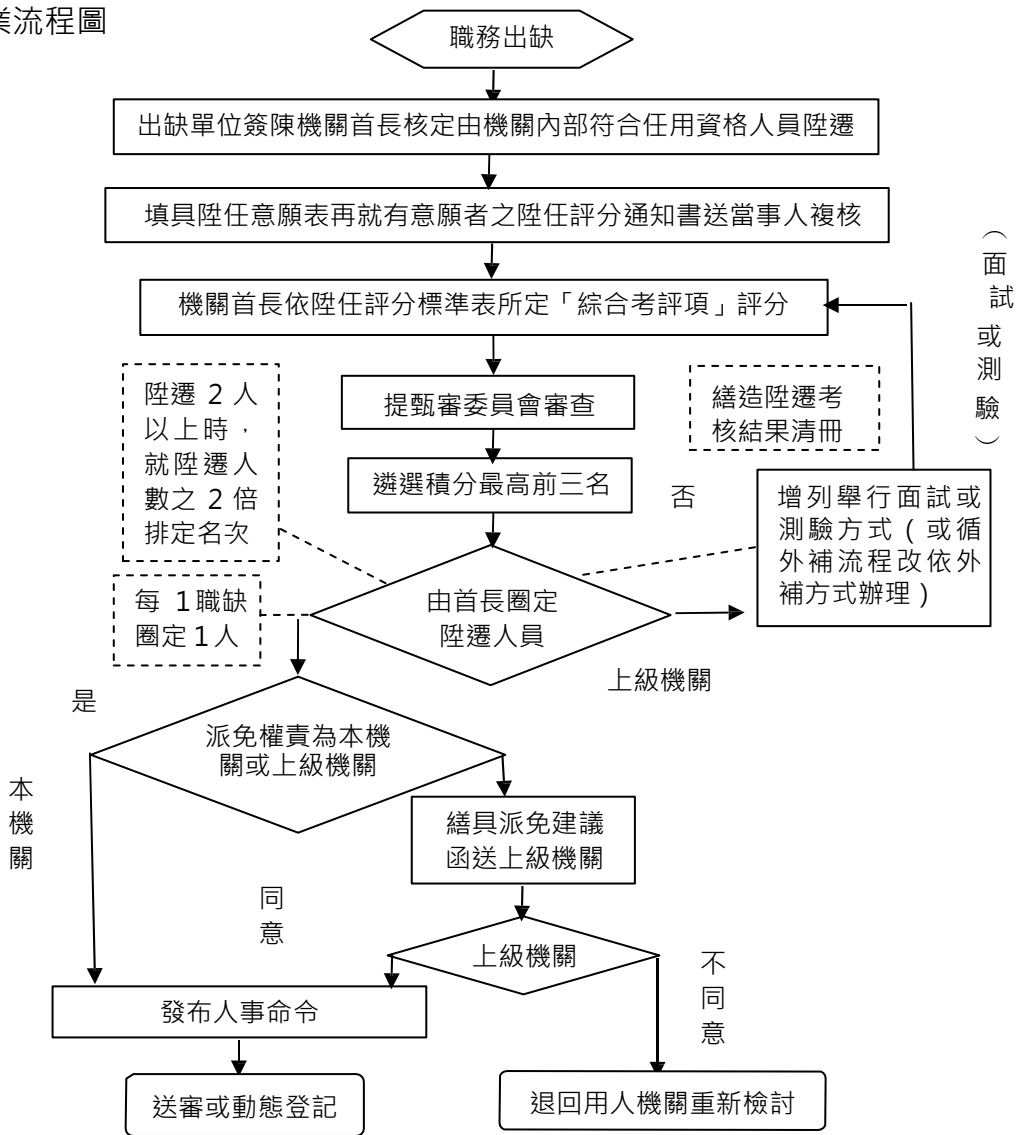 業流程圖
職務出缺
出缺單位簽陳機關首長核定由機關內部符合任用資格人員陞遷
填具陞任意願表再就有意願者之陞任評分通知書送當事人複核
機關首長依陞任評分標準表所定「綜合考評項」評分
（面試或測驗）
陞遷 2 人
以上時，
就陞遷人
數之 2 倍
排定名次
提甄審委員會審查
繕造陞遷考
核結果清冊
遴選積分最高前三名
否
增列舉行面試或
測驗方式（或循
外補流程改依外
補方式辦理）
每 1職缺
圈定 1人
由首長圈定
陞遷人員
上級機關
是
派免權責為本機
關或上級機關
本機關
繕具派免建議
函送上級機關
同意
上級機關
不同意
發布人事命令
送審或動態登記
退回用人機關重新檢討